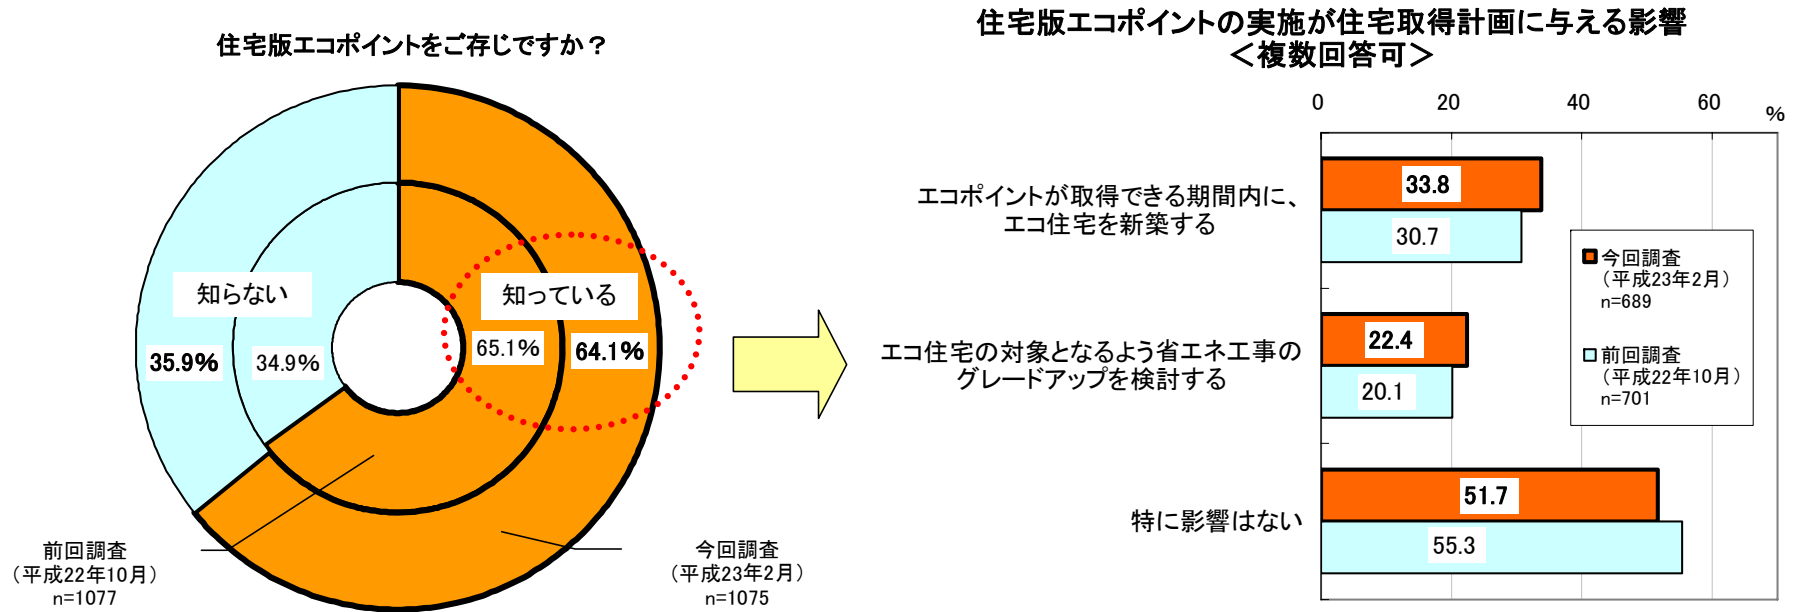 住宅版エコポイントをご存じですか？
知らない
知っている
35.9%
34.9%
65.1%
64.1%
前回調査
（平成22年10月）
n=1077
今回調査
（平成23年2月）
n=1075
住宅版エコポイントの実施が住宅取得計画に与える影響
＜複数回答可＞
0 20 40 60
%
エコポイントが取得できる期間内に、
エコ住宅を新築する
33.8
30.7
エコ住宅の対象となるよう省エネ工事の
グレードアップを検討する
22.4
20.1
特に影響はない
51.7
55.3
今回調査
（平成23年2月）
n=689
前回調査
（平成22年10月）
n=701